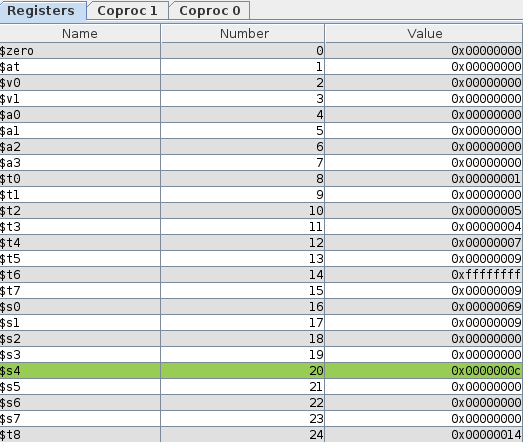 Registers Coproc 1 Coproc 0
Name Number Value
$zero 0 0x00000000
$at 1 0x00000000
$v0 2 0x00000000
$v1 3 0x00000000
$a0 4 0x00000000
$a1 5 0x00000000
$a2 6 0x00000000
$a3 7 0x00000000
$t0 8 0x00000001
$t1 9 0x00000000
$t2 10 0x00000005
$t3 11 0x00000004
$t4 12 0x00000007
$t5 13 0x00000009
$t6 14 0xffffffff
$t7 15 0x00000009
$s0 16 0x00000069
$s1 17 0x00000009
$s2 18 0x00000000
$s3 19 0x00000000
$s4 20 0x0000000c
$s5 21 0x00000000
$s6 22 0x00000000
$s7 23 0x00000000
$t8 24 0x00000014